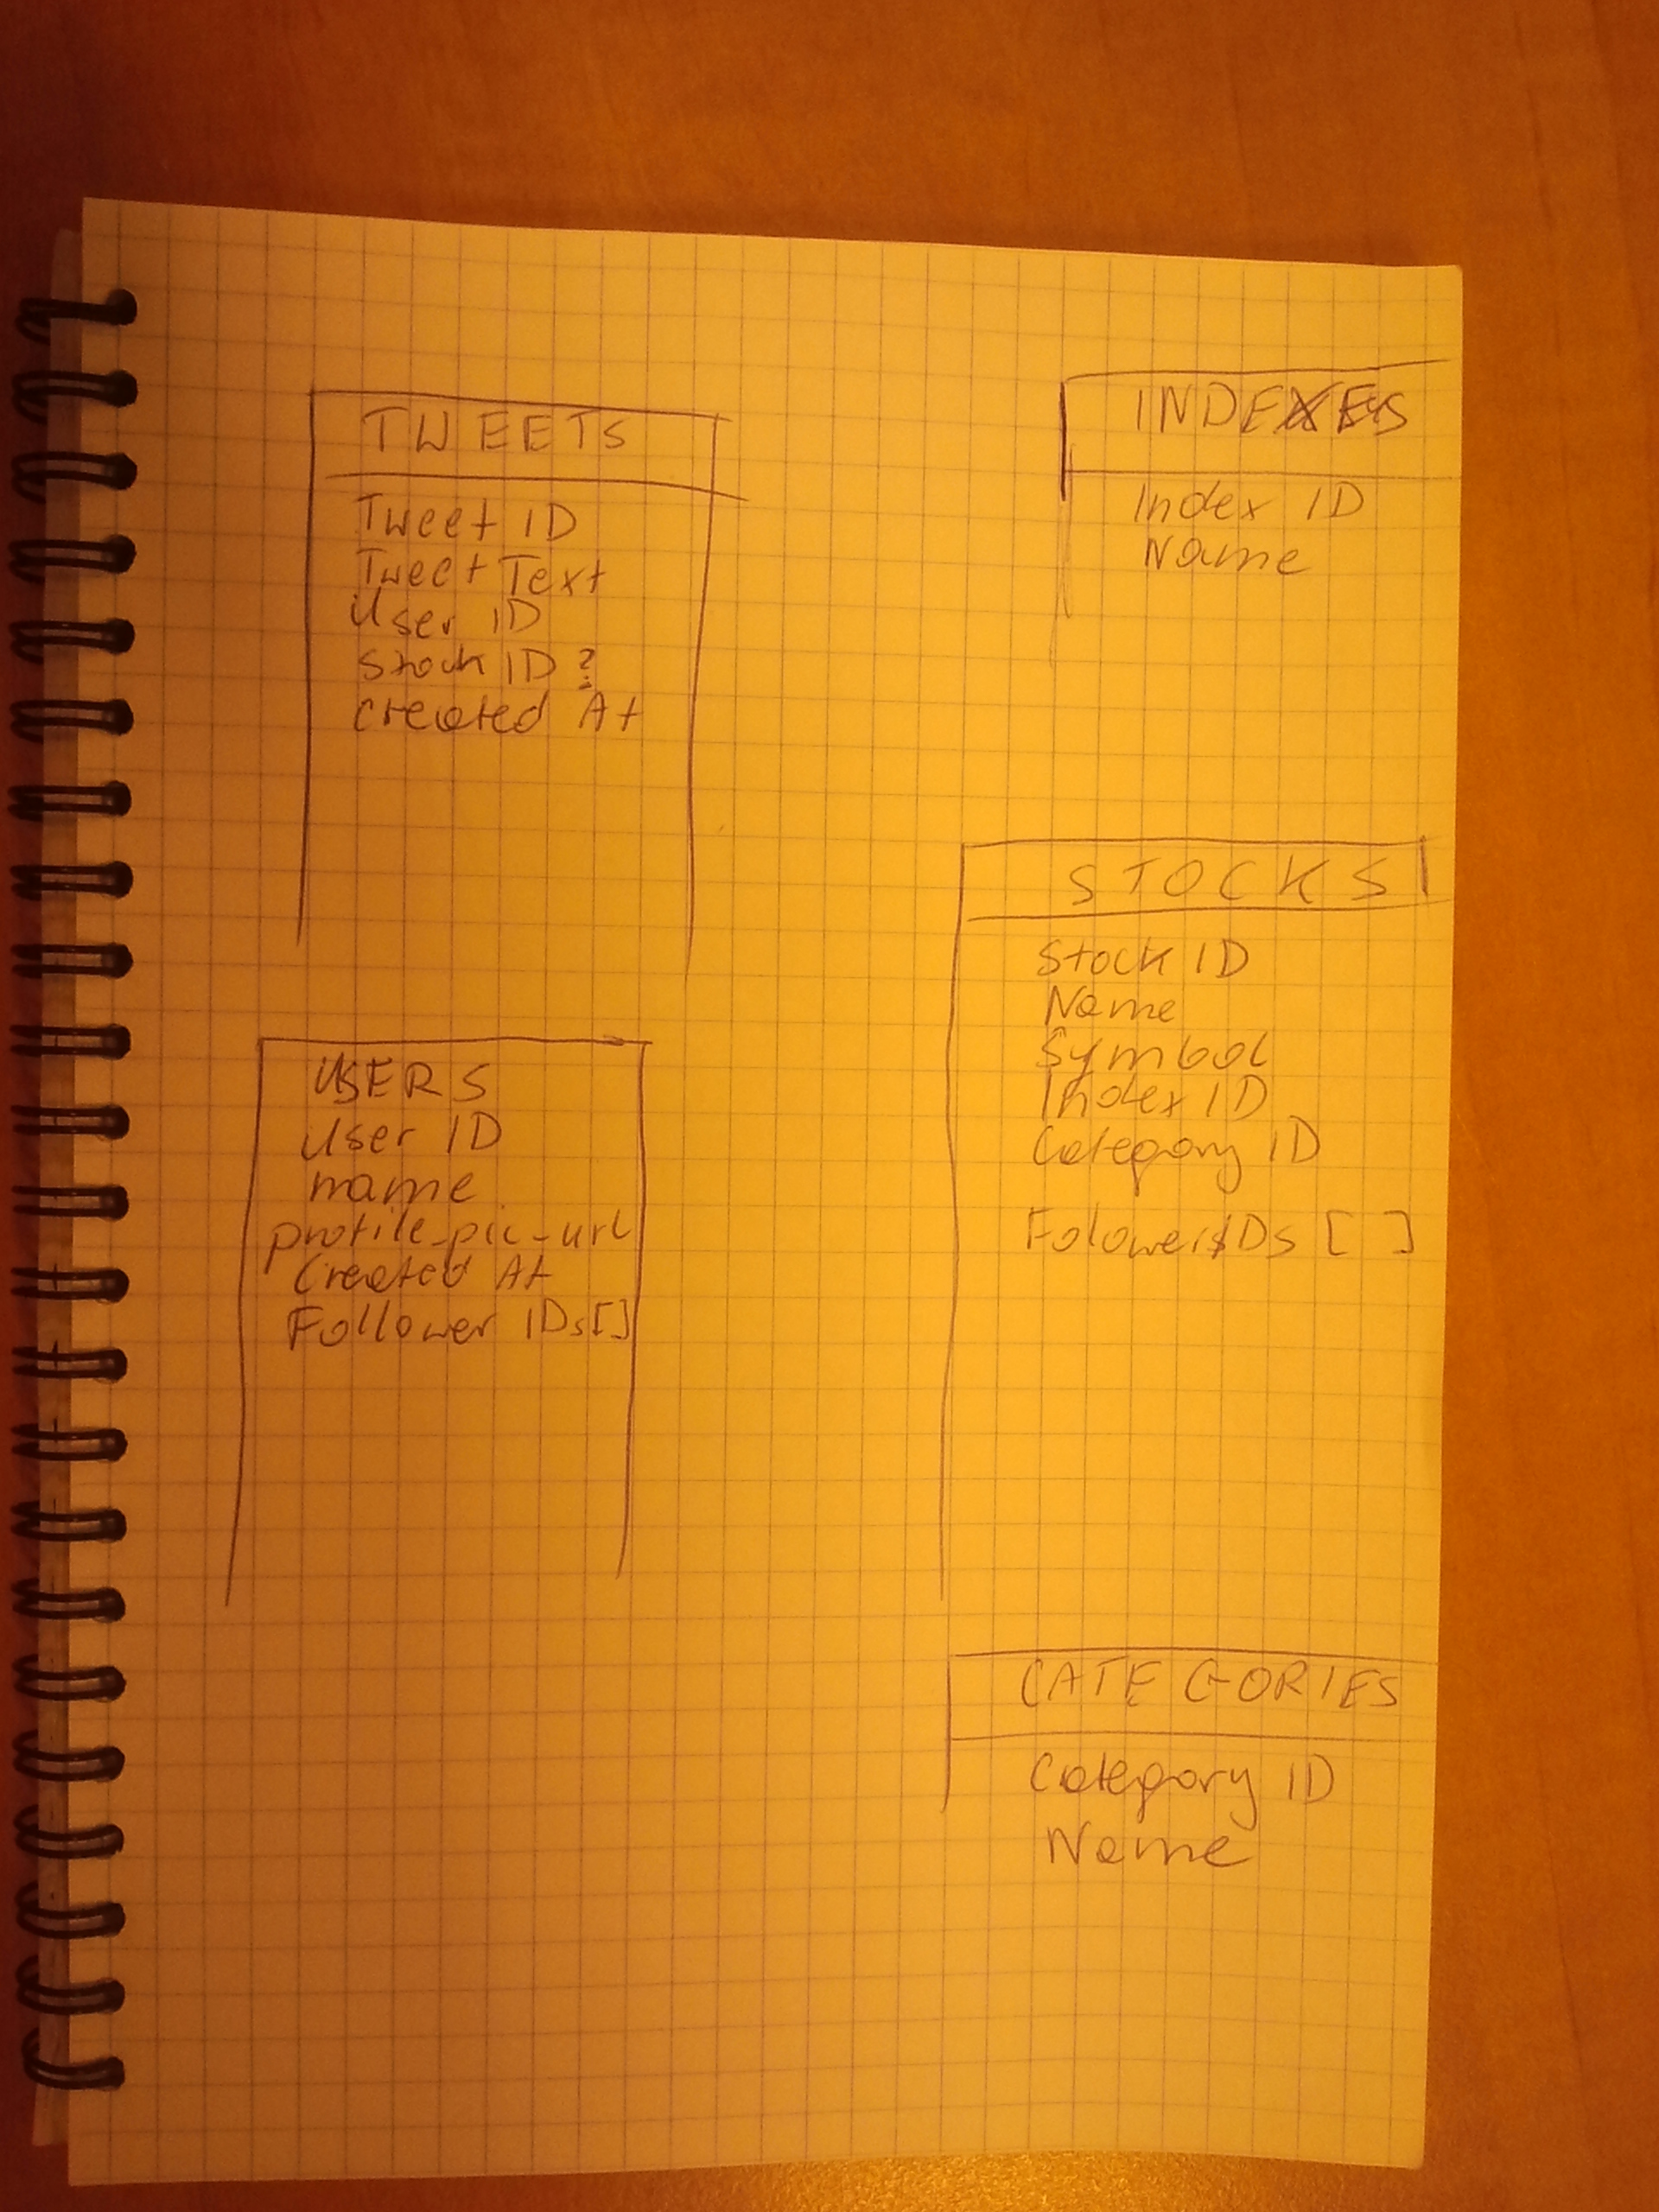 TWEETS
Tweet ID
Tweet Text
User ID
Stock ID ?
Created At
USERS
User ID
name
profile_pic_url
Created At
Follower IDs[]
INDEXES
Index ID
Name
STOCKS
Stock ID
Name
Symbol
Index ID
Category ID
FolowersIDs [ ]
CATEGORIES
Category ID
Name